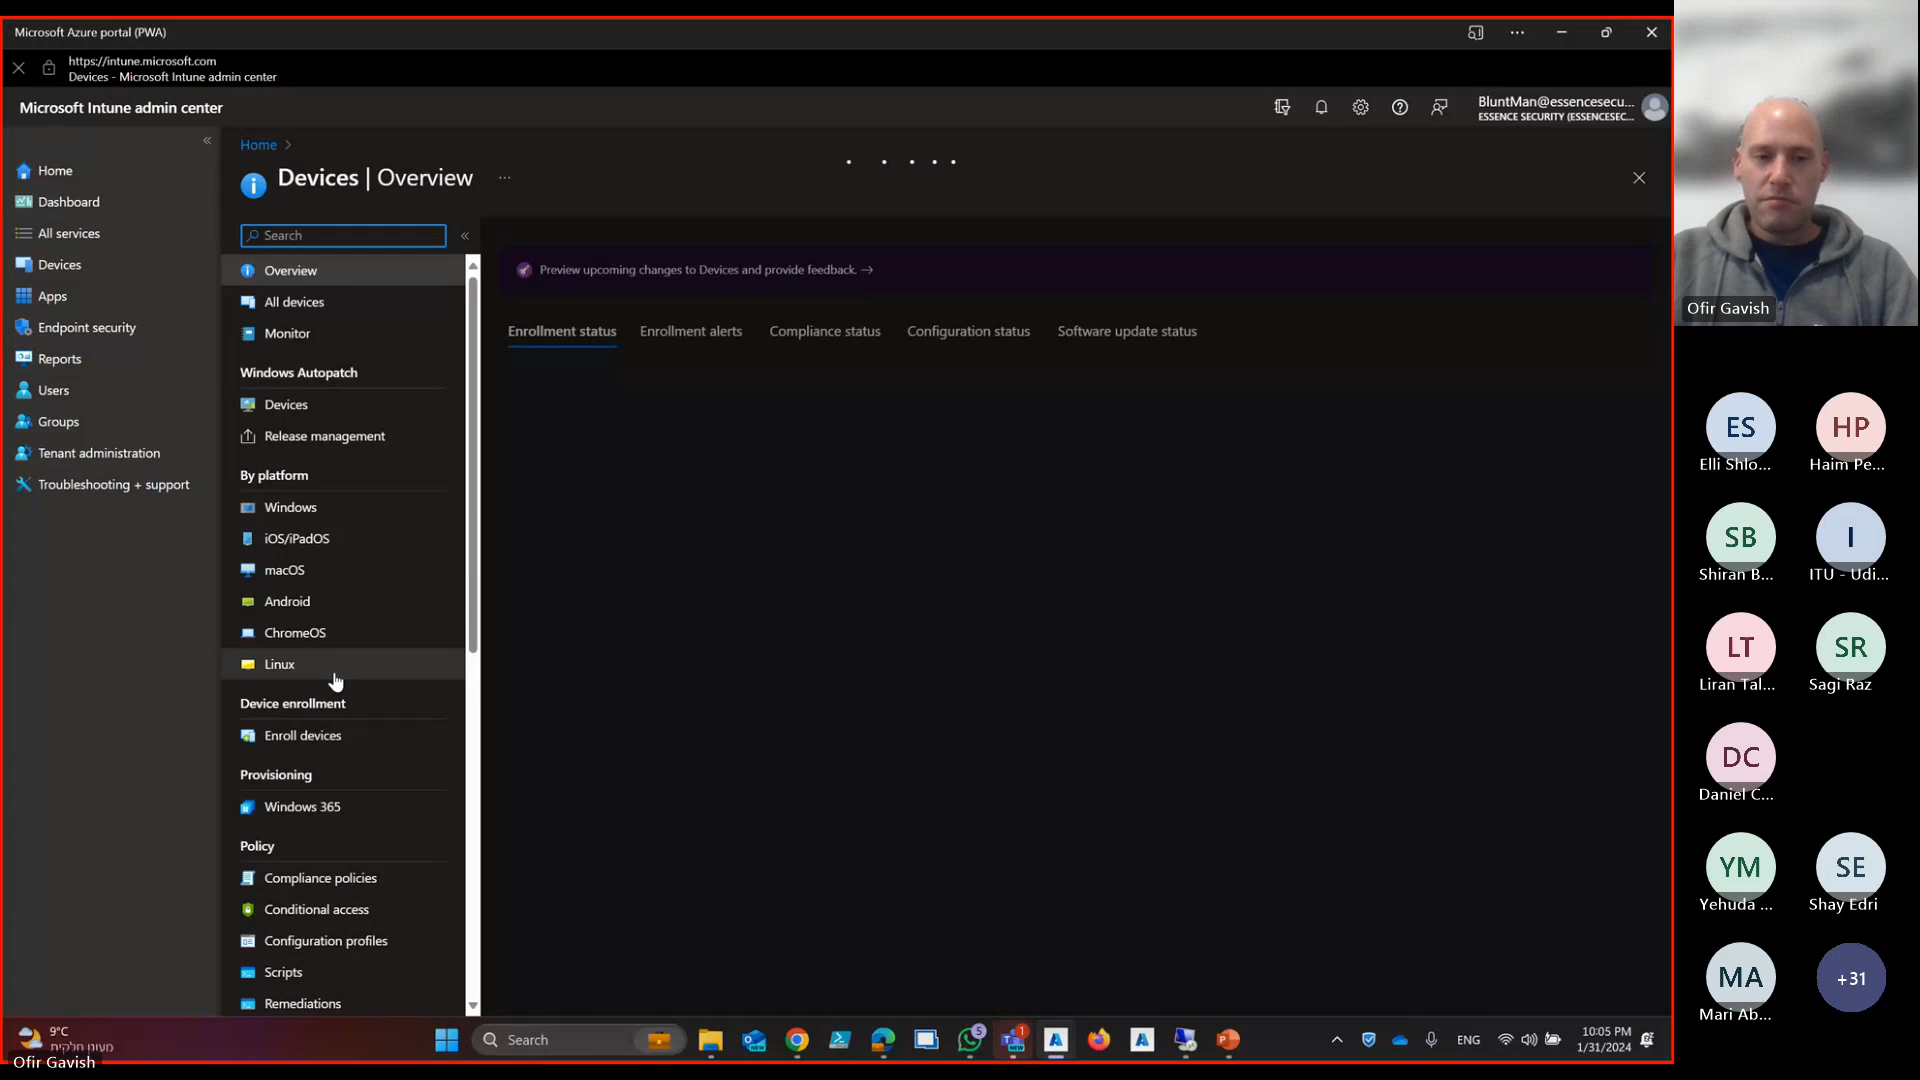 Microsoft Azure portal (PWA)
https://intune.microsoft.com
Devices - Microsoft Intune admin center
Microsoft Intune admin center
BluntMan@essencesecu...
ESSENCE SECURITY (ESSENCESEC...
Home
Dashboard
All services
Devices
Apps
Endpoint security
Reports
Users
Groups
Tenant administration
Troubleshooting + support
Home >
Devices | Overview ...
Search
Overview
All devices
Monitor
Windows Autopatch
Devices
Release management
By platform
Windows
iOS/iPadOS
macOS
Android
ChromeOS
Linux
Device enrollment
Enroll devices
Provisioning
Windows 365
Policy
Compliance policies
Conditional access
Configuration profiles
Scripts
Remediations
Preview upcoming changes to Devices and provide feedback. →
Enrollment status Enrollment alerts Compliance status Configuration status Software update status
Ofir Gavish
ES HP
Elli Shlo... Haim Pe...
SB I
Shiran B... ITU - Udi...
LT SR
Liran Tal... Sagi Raz
DC
Daniel C...
YM SE
Yehuda ... Shay Edri
MA +31
Mari Ab...
9°C
מעונן חלקית
Search
5
1
NEW
ENG
10:05 PM
1/31/2024
Ofir Gavish